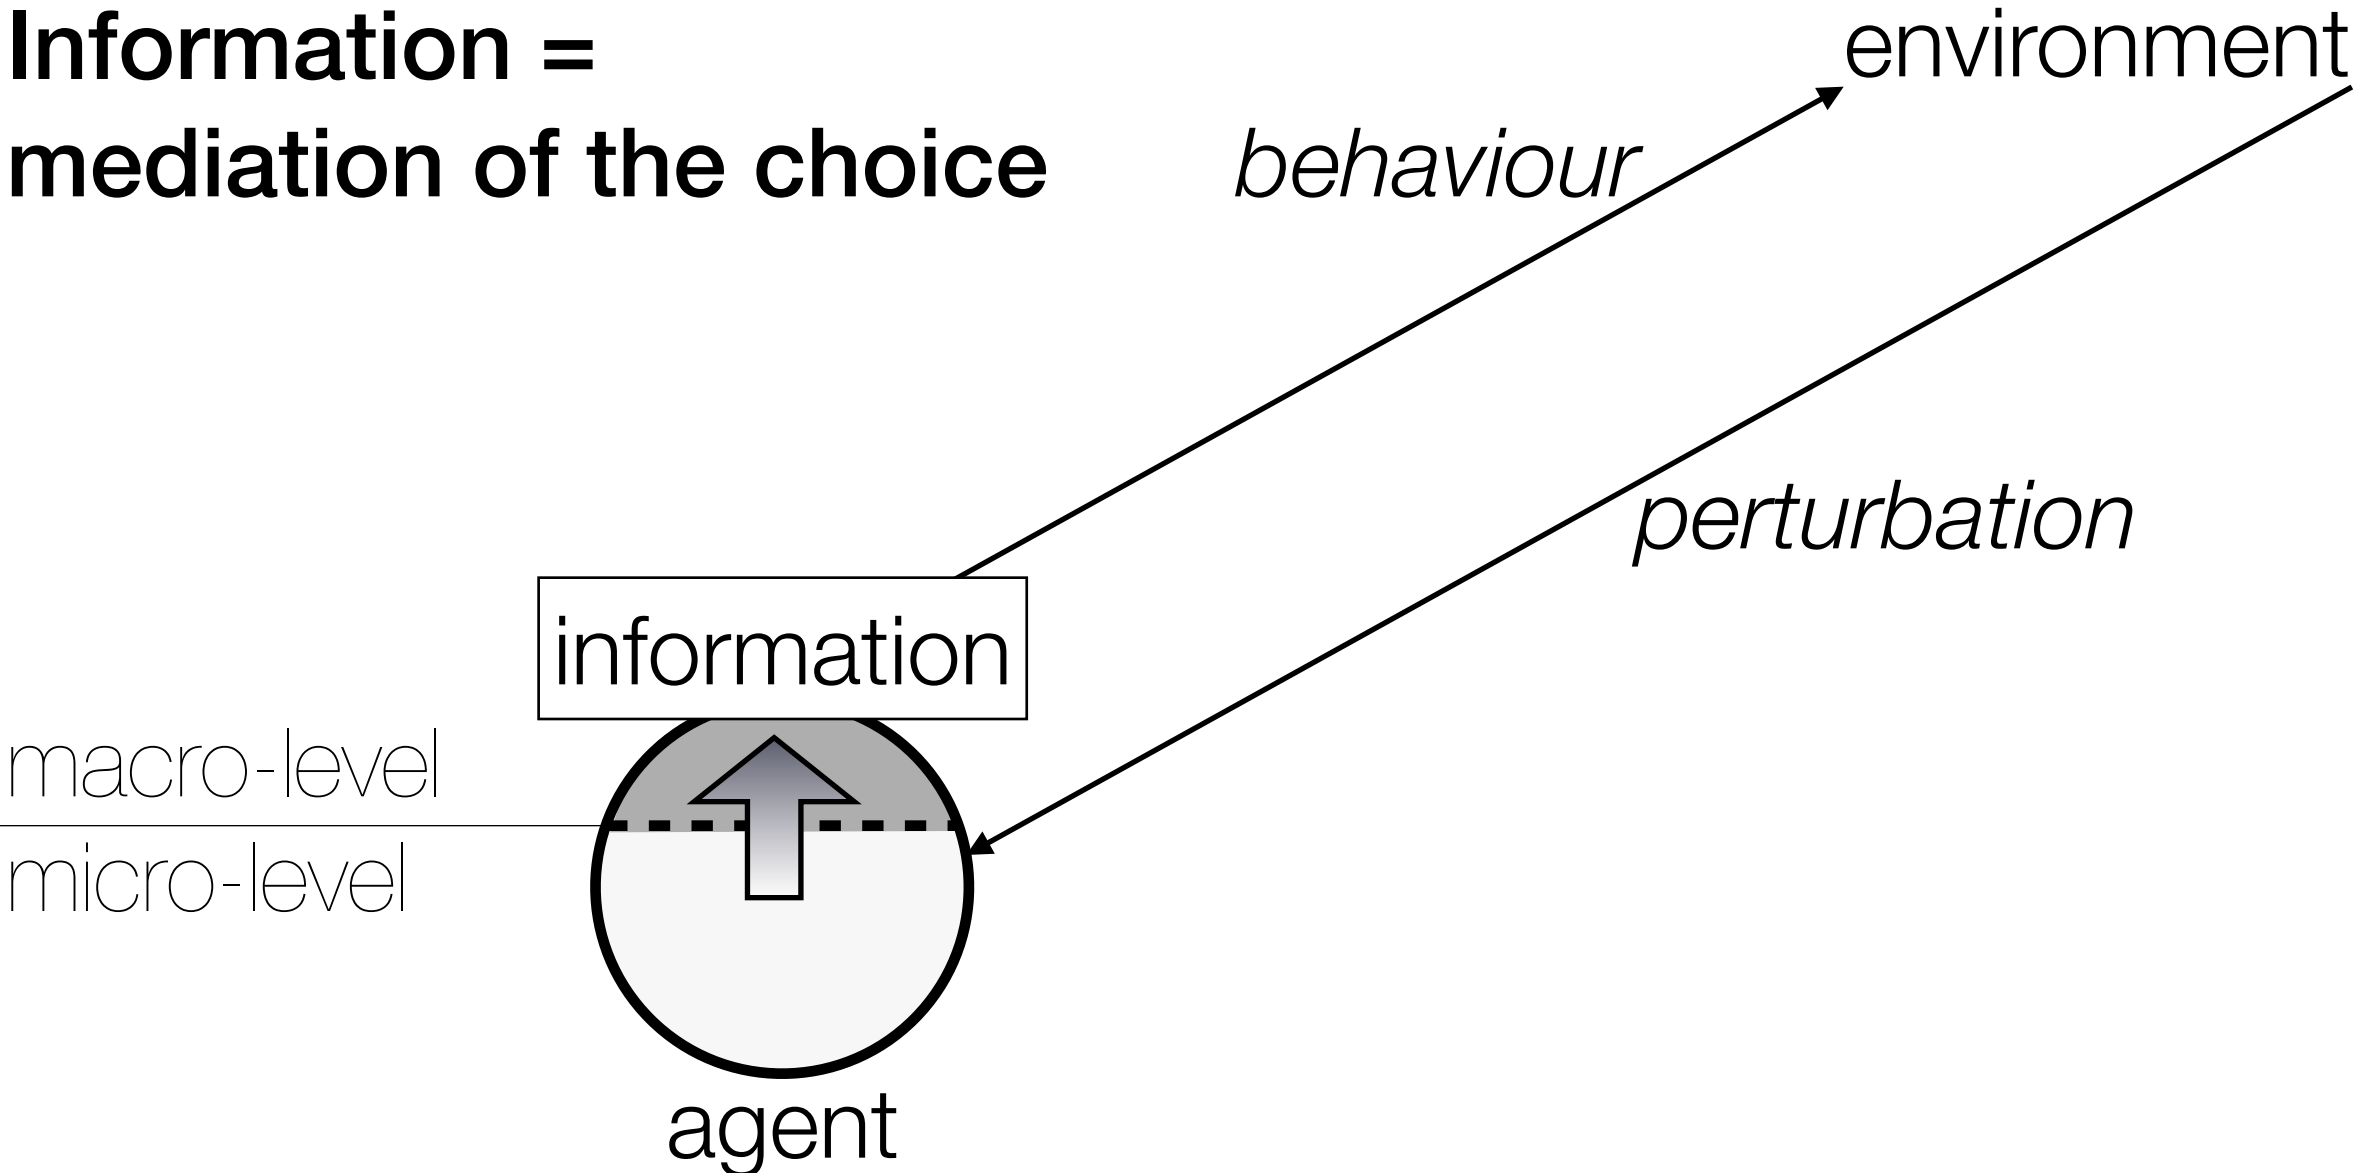 Information =
mediation of the choice
environment
behaviour
perturbation
information
macro-level
micro-level
agent